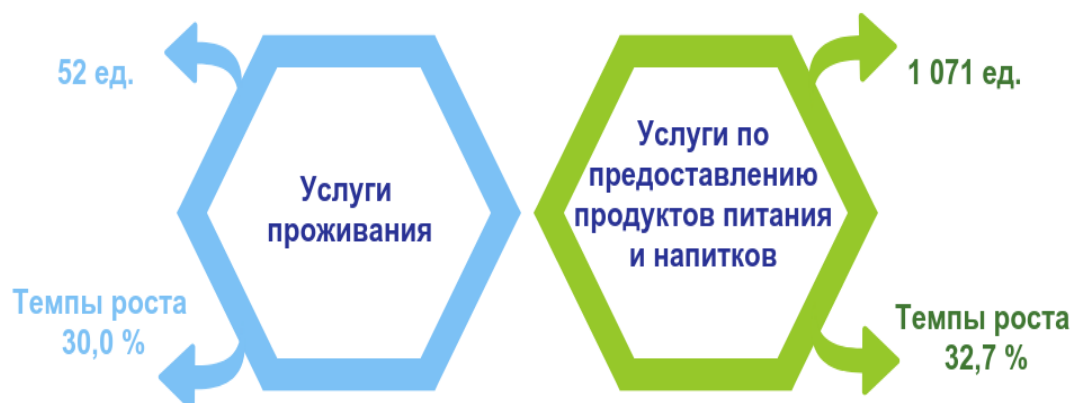 52 ед.
Услуги
проживания
Темпы роста
30,0 %
1 071 ед.
Услуги по
предоставлению
продуктов питания
и напитков
Темпы роста
32,7 %